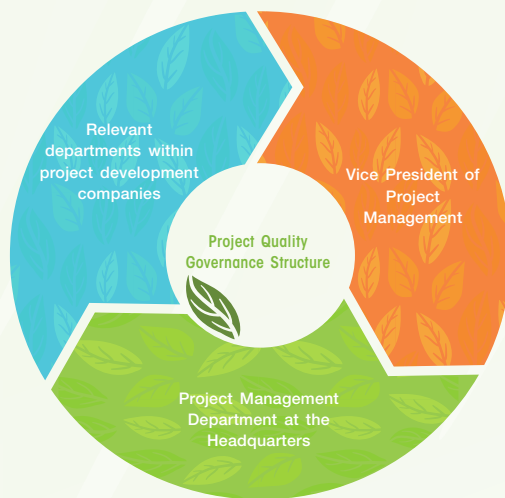 Relevant
departments within
project development
companies
Vice President of
Project
Management
Project Quality
Governance Structure
Project Management
Department at the
Headquarters